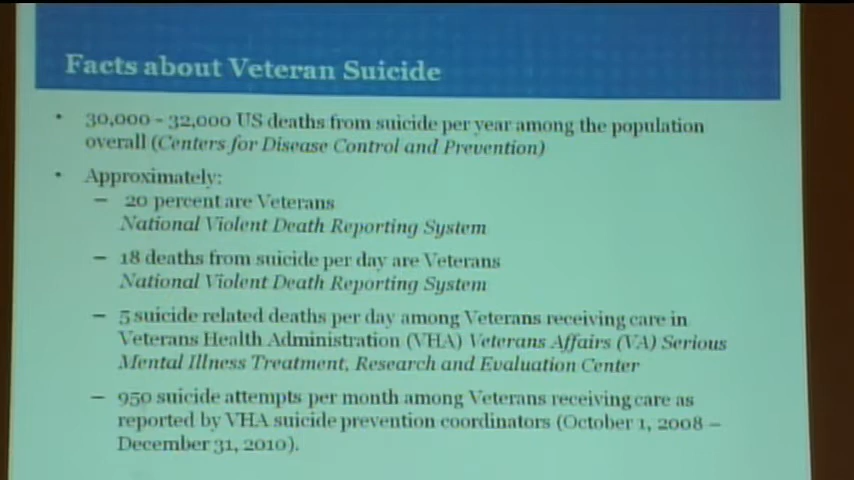 Facts about Veteran Suicide
• 30,000 - 32,000 US deaths from suicide per year among the population
overall (Centers for Disease Control and Prevention)
• Approximately:
– 20 percent are Veterans
National Violent Death Reporting System
– 18 deaths from suicide per day are Veterans
National Violent Death Reporting System
– 5 suicide related deaths per day among Veterans receiving care in
Veterans Health Administration (VHA) Veterans Affairs (VA) Serious
Mental Illness Treatment, Research and Evaluation Center
– 950 suicide attempts per month among Veterans receiving care as
reported by VHA suicide prevention coordinators (October 1, 2008 –
December 31, 2010).